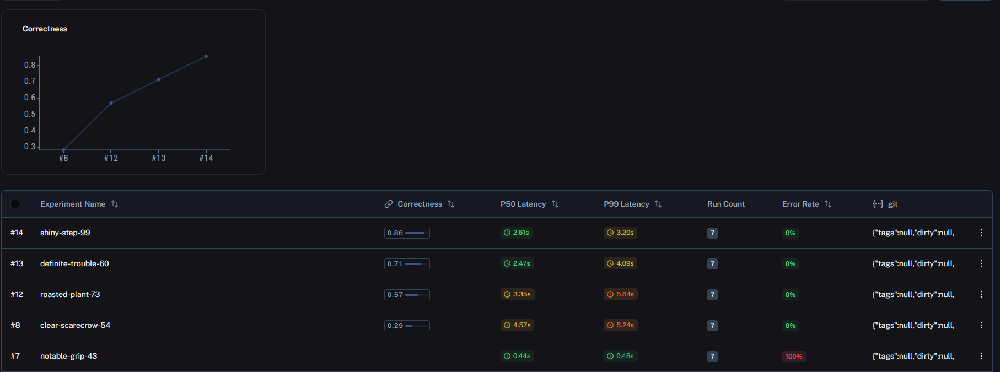 Correctness
0.8
0.7
0.6
0.5
0.4
0.3
#8 #12 #13 #14
Experiment Name Correctness P50 Latency P99 Latency Run Count Error Rate git
#14 shiny-step-99 0.86 2.61s 3.20s 7 0% {"tags":null,"dirty":null,
#13 definite-trouble-60 0.71 2.47s 4.09s 7 0% {"tags":null,"dirty":null,
#12 roasted-plant-73 0.57 3.35s 5.64s 7 0% {"tags":null,"dirty":null,
#8 clear-scarecrow-54 0.29 4.57s 5.24s 7 0% {"tags":null,"dirty":null,
#7 notable-grip-43 0.44s 0.45s 7 100% {"tags":null,"dirty":null,